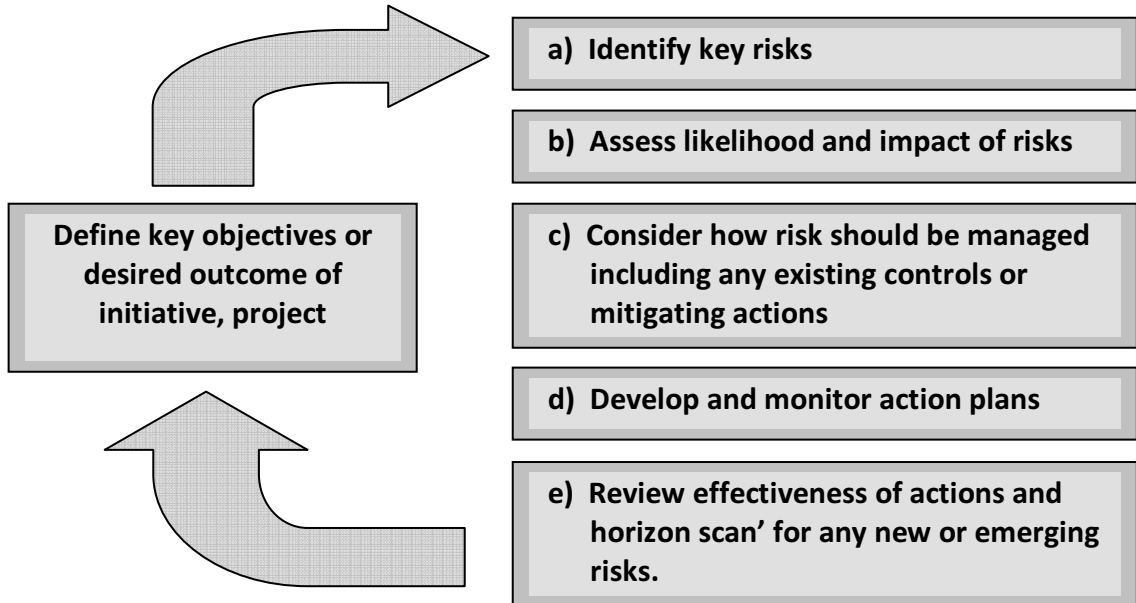 a) Identify key risks
b) Assess likelihood and impact of risks
Define key objectives or
desired outcome of
initiative, project
c) Consider how risk should be managed
including any existing controls or
mitigating actions
d) Develop and monitor action plans
e) Review effectiveness of actions and
horizon scan’ for any new or emerging
risks.